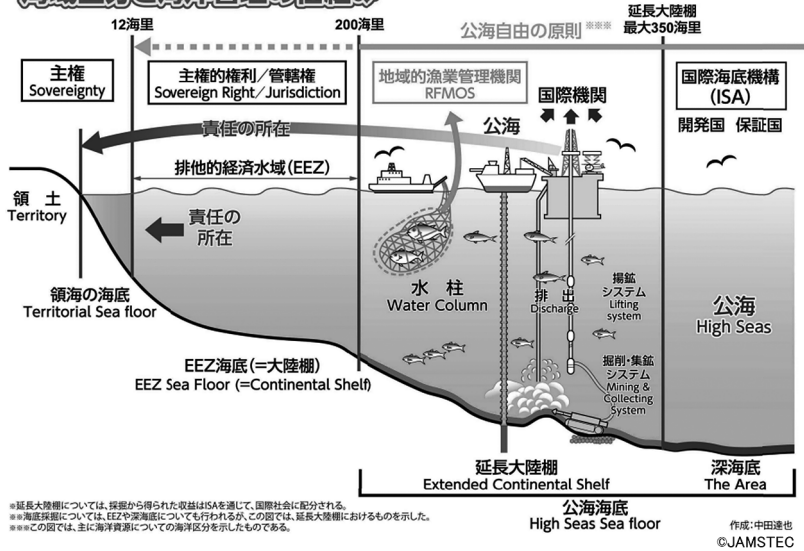 海域区分と海洋管理の仕組み
12海里
200海里
延長大陸棚
最大350海里
公海自由の原則※※※
主権
Sovereignty
主権的権利/管轄権
Sovereign Right/Jurisdiction
地域的漁業管理機関
RFMOS
国際機関
国際海底機構
(ISA)
開発国 保証国
責任の所在
公海
排他的経済水域(EEZ)
領 土
Territory
責任の
所在
水 柱
Water Column
排 出
Discharge
揚鉱
システム
Lifting
system
公海
High Seas
領海の海底
Territorial Sea floor
掘削・集鉱
システム
Mining &
Collecting
System
EEZ海底(=大陸棚)
EEZ Sea Floor (=Continental Shelf)
延長大陸棚
Extended Continental Shelf
深海底
The Area
公海海底
High Seas Sea floor
※延長大陸棚については、採掘から得られた収益はISAを通じて、国際社会に配分される。
※※海底採掘については、EEZや深海底についても行われるが、この図では、延長大陸棚におけるものを示した。
※※※この図では、主に海洋資源についての海洋区分を示したものである。
作成:中田達也
©JAMSTEC